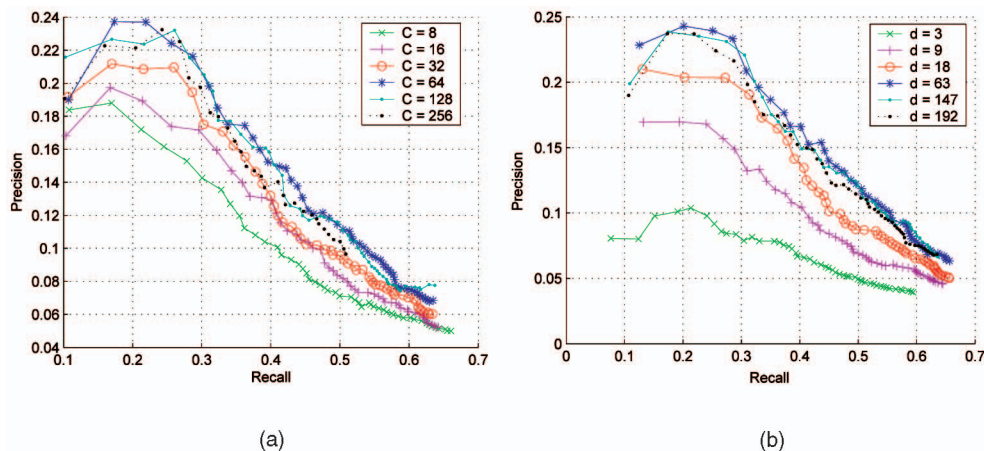 C = 8
C = 16
C = 32
C = 64
C = 128
C = 256
0.24
0.22
0.2
0.18
0.16
0.14
0.12
0.1
0.08
0.06
0.04
Precision
0.1
0.2
0.3
0.4
0.5
0.6
0.7
Recall
(a)
d = 3
d = 9
d = 18
d = 63
d = 147
d = 192
0.25
0.2
0.15
0.1
0.05
0
Precision
0
0.1
0.2
0.3
0.4
0.5
0.6
0.7
Recall
(b)